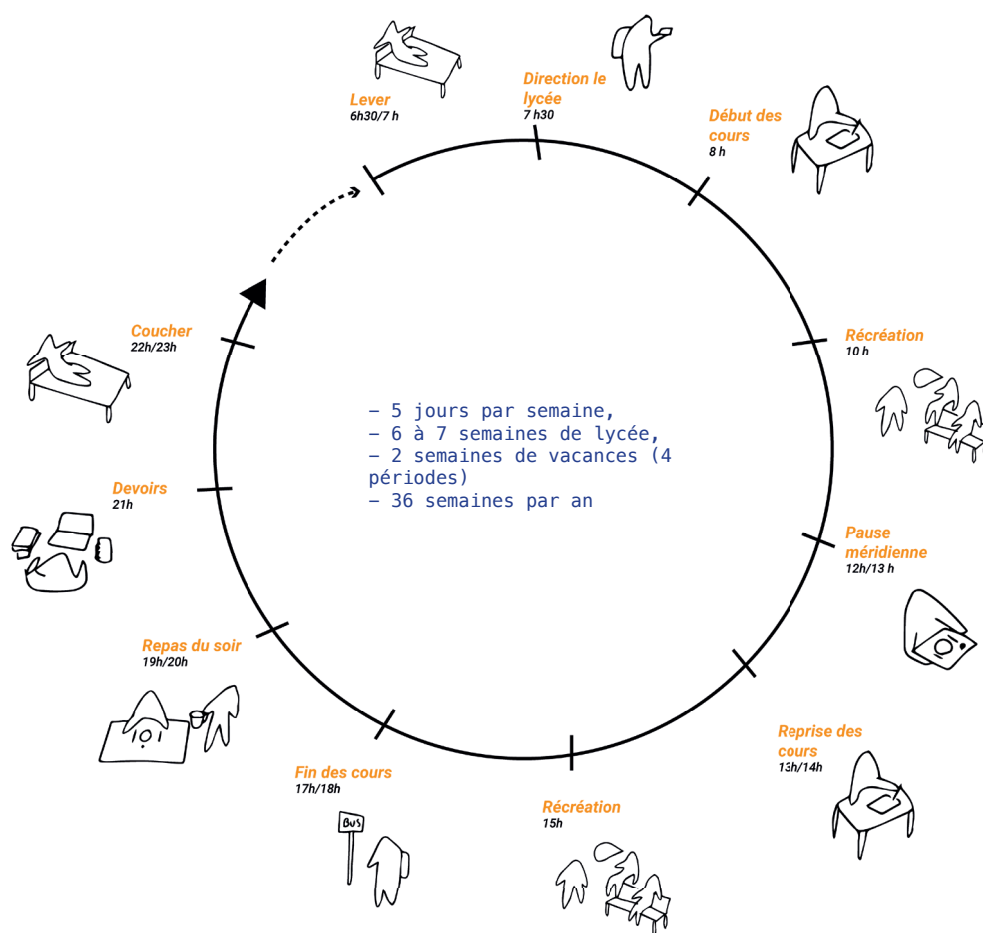 Lever
6h30/7 h
Direction le
lycée
7 h30
Début des
cours
8 h
Récréation
10 h
Pause
méridienne
12h/13 h
Reprise des
cours
13h/14h
Récréation
15h
Fin des cours
17h/18h
BUS
Repas du soir
19h/20h
Devoirs
21h
Coucher
22h/23h
– 5 jours par semaine,
– 6 à 7 semaines de lycée,
– 2 semaines de vacances (4
périodes)
– 36 semaines par an